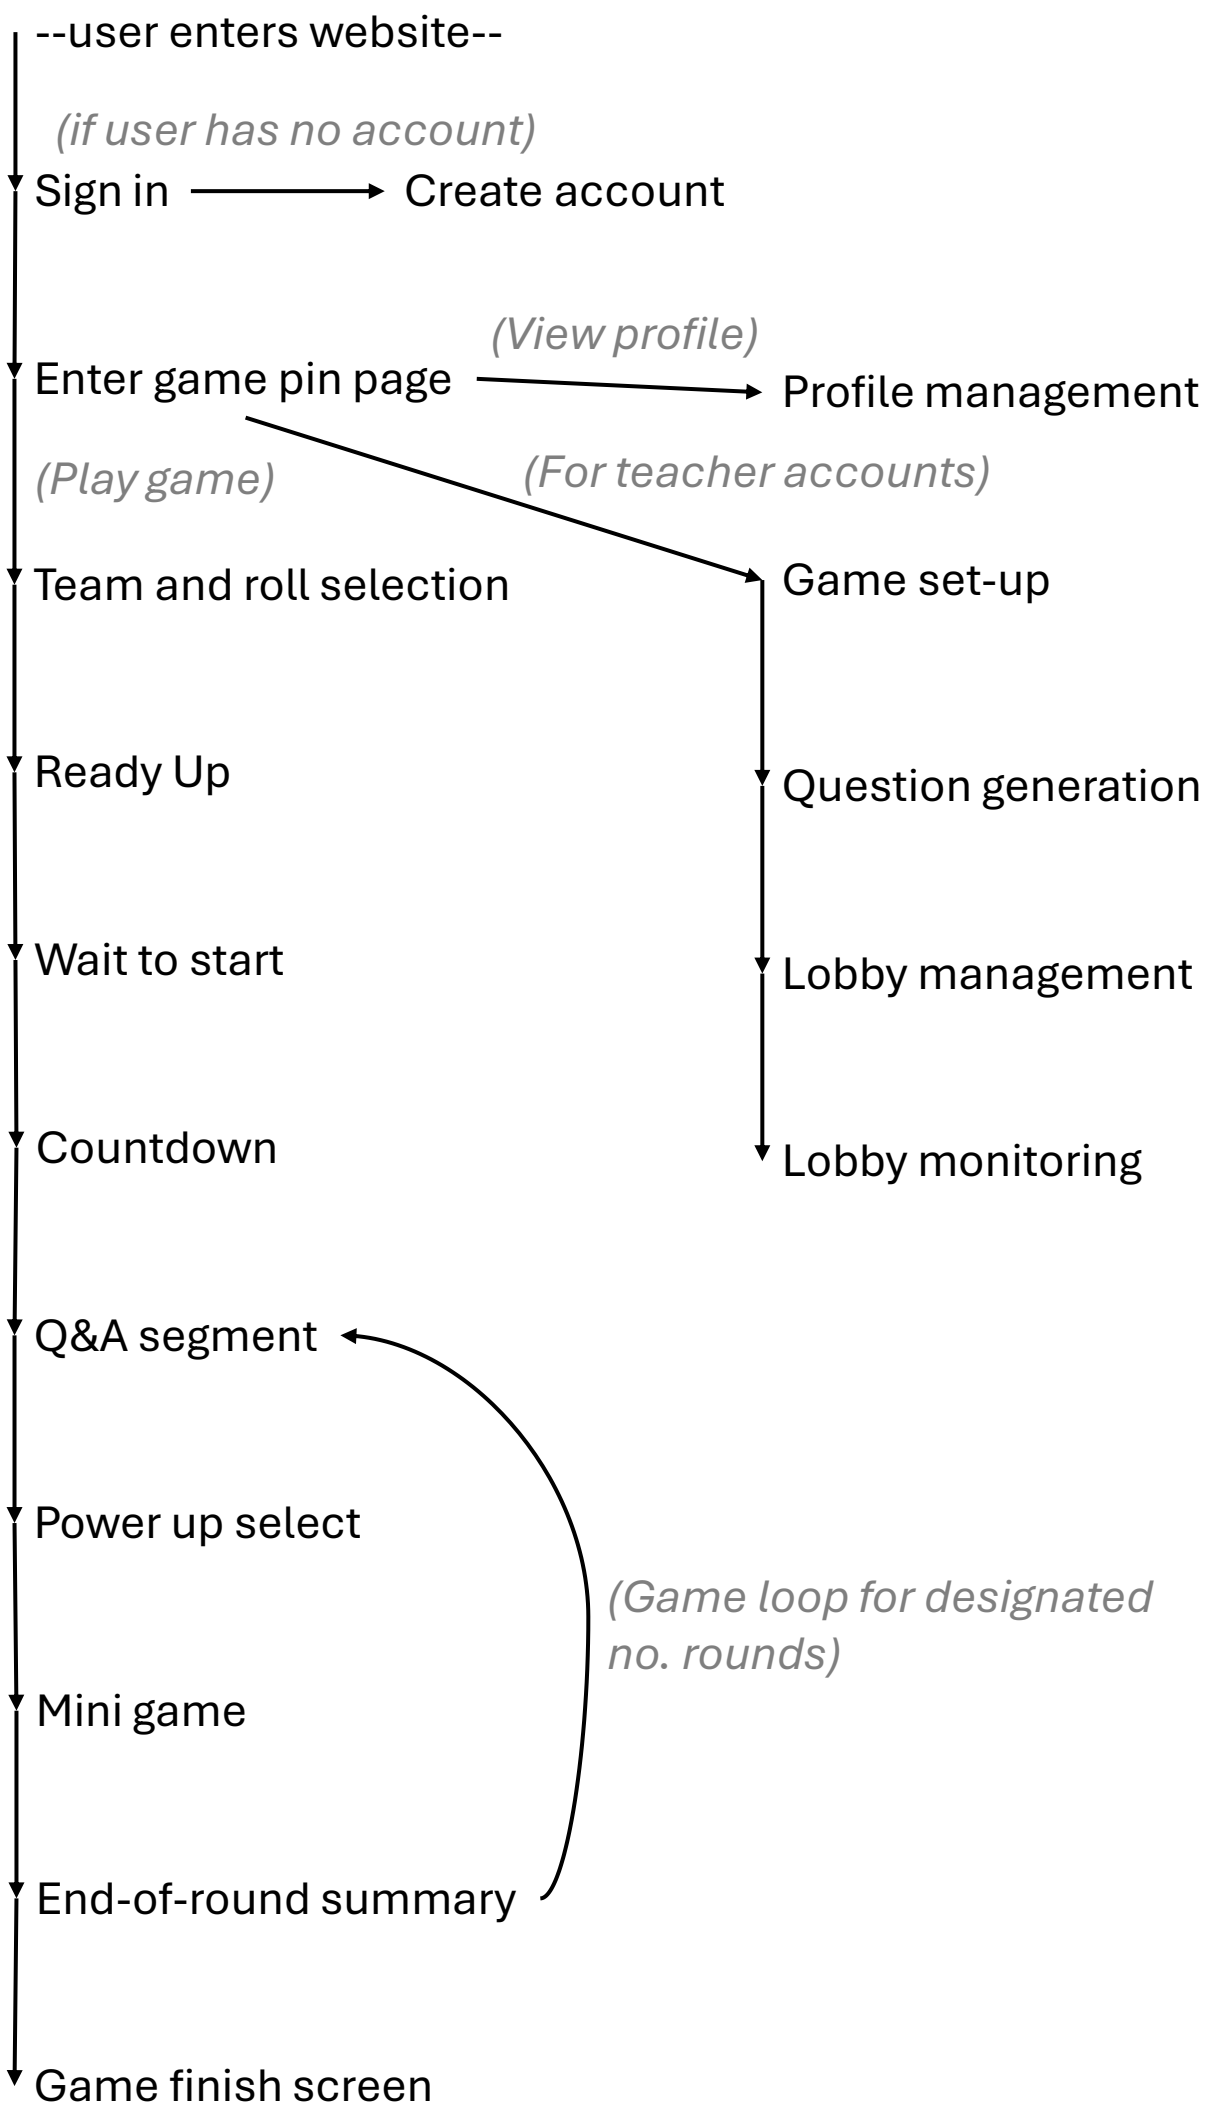 --user enters website--
(if user has no account)
Sign in
Create account
(View profile)
Enter game pin page
Profile management
(Play game)
(For teacher accounts)
Team and roll selection
Game set-up
Ready Up
Question generation
Wait to start
Lobby management
Countdown
Lobby monitoring
Q&A segment
Power up select
(Game loop for designated
no. rounds)
Mini game
End-of-round summary
Game finish screen